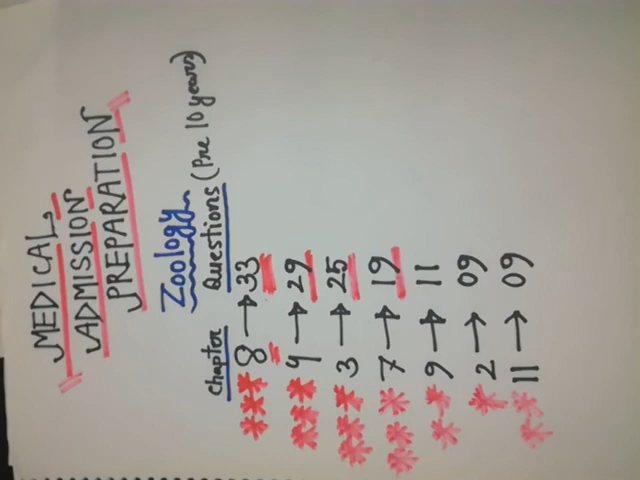 MEDICAL
ADMISSION
PREPARATION
Zoology
Chapter Questions (Pre 10 years)
*** 8 → 33
*** 4 → 29
*** 3 → 25
*** 7 → 19
** 9 → 11
* 2 → 09
** 11 → 09